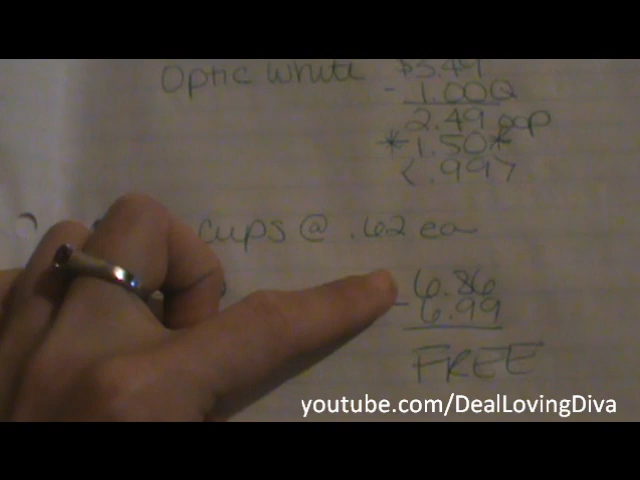 Optic White $3.49
- 1.00Q
2.49 oop
*1.50*
<.99>
cups @ .62 ea
6.86
- 6.99
FREE
youtube.com/DealLovingDiva